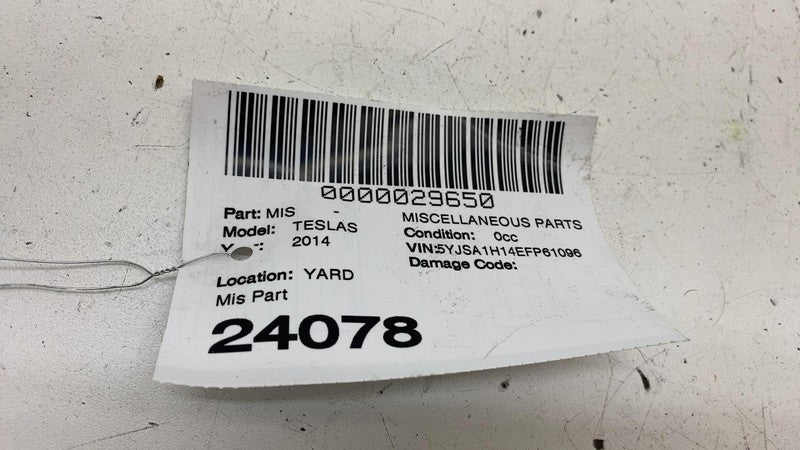 0000029650
Part: MIS - MISCELLANEOUS PARTS
Model: TESLAS Condition: 0cc
2014 VIN:5YJSA1H14EFP61096
Damage Code:
Location: YARD
Mis Part
24078